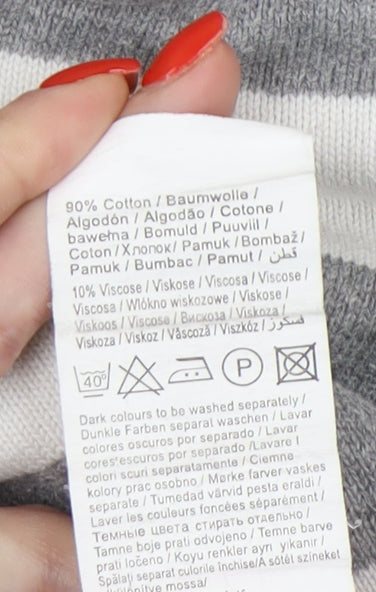 90% Cotton / Baumwolle /
Algodón / Algodão / Cotone /
bawełna / Bomuld / Puuvill /
Coton /Хлопок/ Pamuk / Bombaž /
Pamuk / Bumbac / Pamut / قطن
10% Viscose / Viskose / Viscosa / Viscose /
Viscosa / Włókno wiskozowe / Viskose /
Viskoos / Viscose / Вискоза / Viskoza /
Viskoza / Viskoz / Vâscoză / Viszkóz / فسكوز
40° P
Dark colours to be washed separately /
Dunkle Farben separat waschen / Lavar
colores oscuros por separado / Lavar
cores escuros por separado /Lavare I
colori scuri separatamente / Ciemne
kolory prac osobno / Mørke farver vaskes
separate / Tumedad värvid pesta eraldi /
Laver les couleurs foncées séparément /
Темные цвета стирать отдельно /
Tamne boje prati odvojeno / Temne barve
prati ločeno / Koyu renkler ayrı yıkanir /
Spălați separat culorile închise/A sötét színeket
különítve mossa/